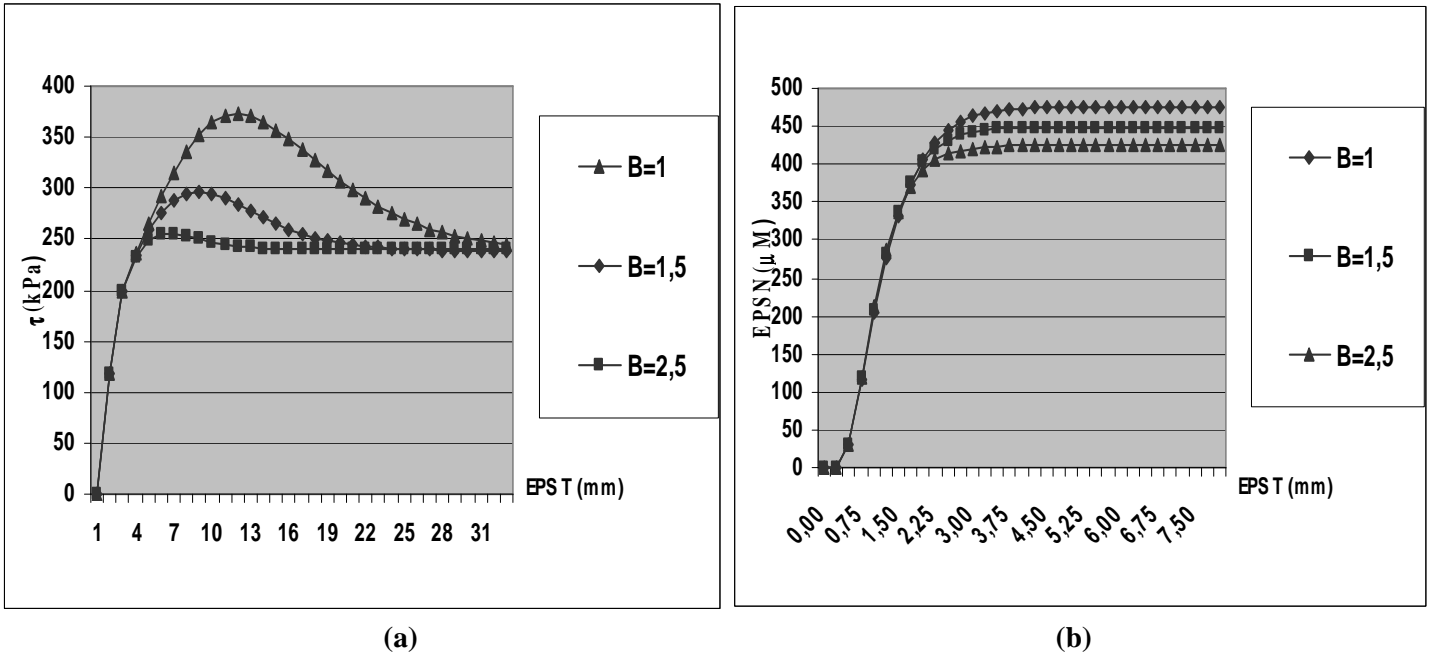 400
350
300
250
200
150
100
50
0
τ (kPa)
EPS T (mm)
1 4 7 10 13 16 19 22 25 28 31
B=1
B=1,5
B=2,5
(a)
500
450
400
350
300
250
200
150
100
50
0
EPSN(µM)
EPS T (mm)
0,00 0,75 1,50 2,25 3,00 3,75 4,50 5,25 6,00 6,75 7,50
B=1
B=1,5
B=2,5
(b)